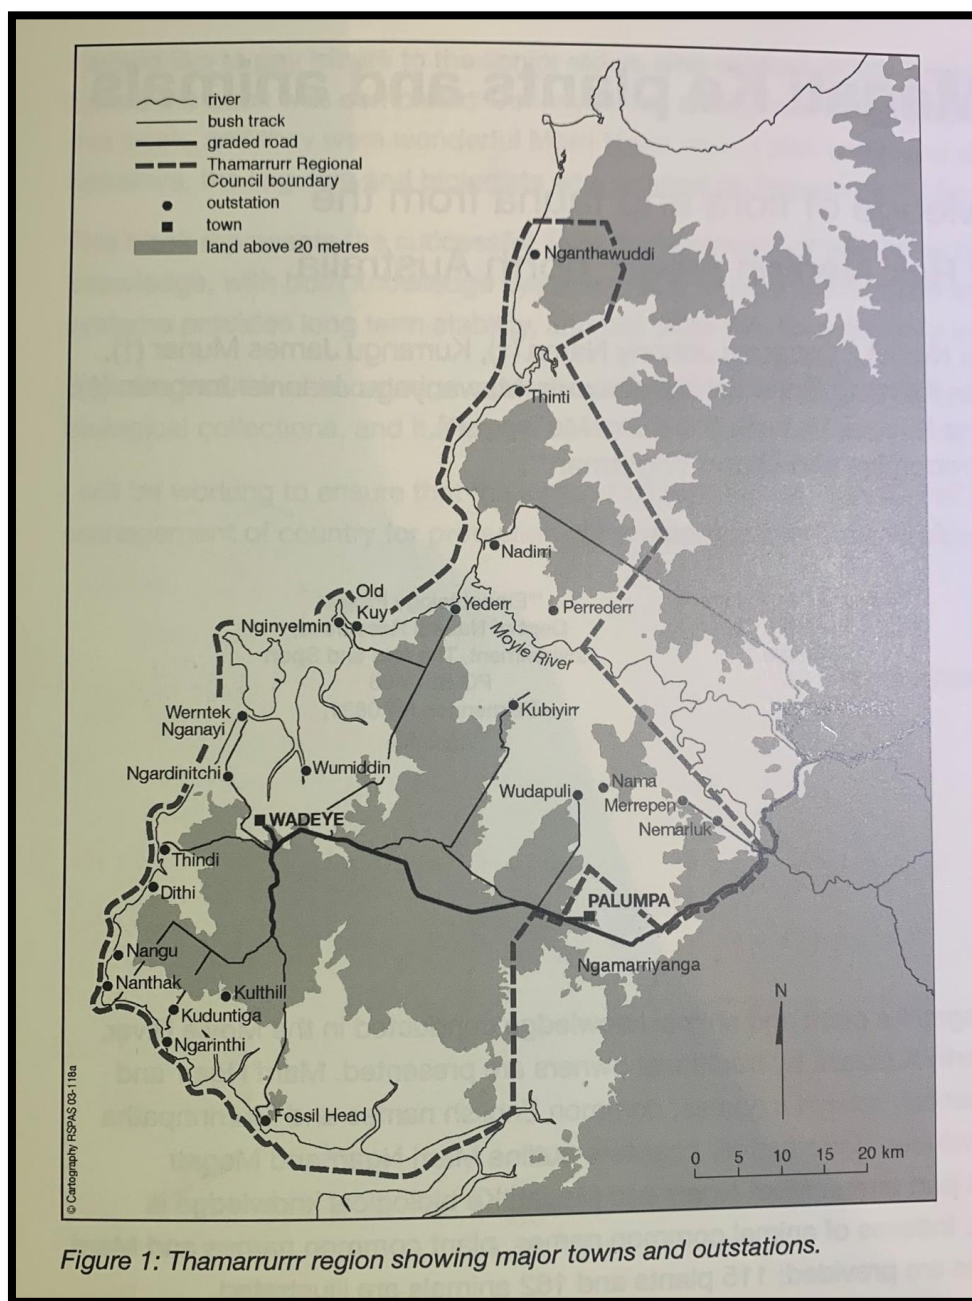 river
bush track
graded road
Thamarrurr Regional
Council boundary
outstation
town
land above 20 metres
Nganthawuddi
Thinti
Nadirri
Old
Kuy
Yederr
Perrederr
Nginyelmin
Moyle River
Werntek
Nganayi
Kubiyirr
Ngardinitchi
Wumiddin
Nama
Wudapuli
Merrepen
WADEYE
Nemarluk
Thindi
Dithi
PALUMPA
Nangu
Ngamarriyanga
Nanthak
Kulthill
N
Kuduntiga
Ngarinthi
Fossil Head
0 5 10 15 20 km
© Cartography RSPAS 03-118a
Figure 1: Thamarrurrr region showing major towns and outstations.